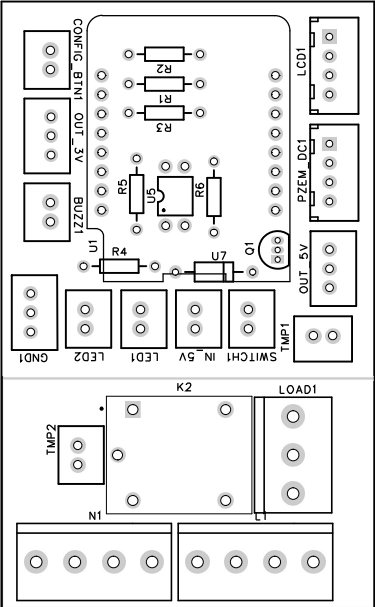 CONFIG_BTN1
LCD1
R2
R1
R3
OUT_3V
PZEM_DC1
R5
U5
R6
BUZZ1
U1
R4
U7
Q1
OUT_5V
GND1
LED2
LED1
IN_5V
SWITCH1
TMP1
K2
LOAD1
TMP2
N1
L1